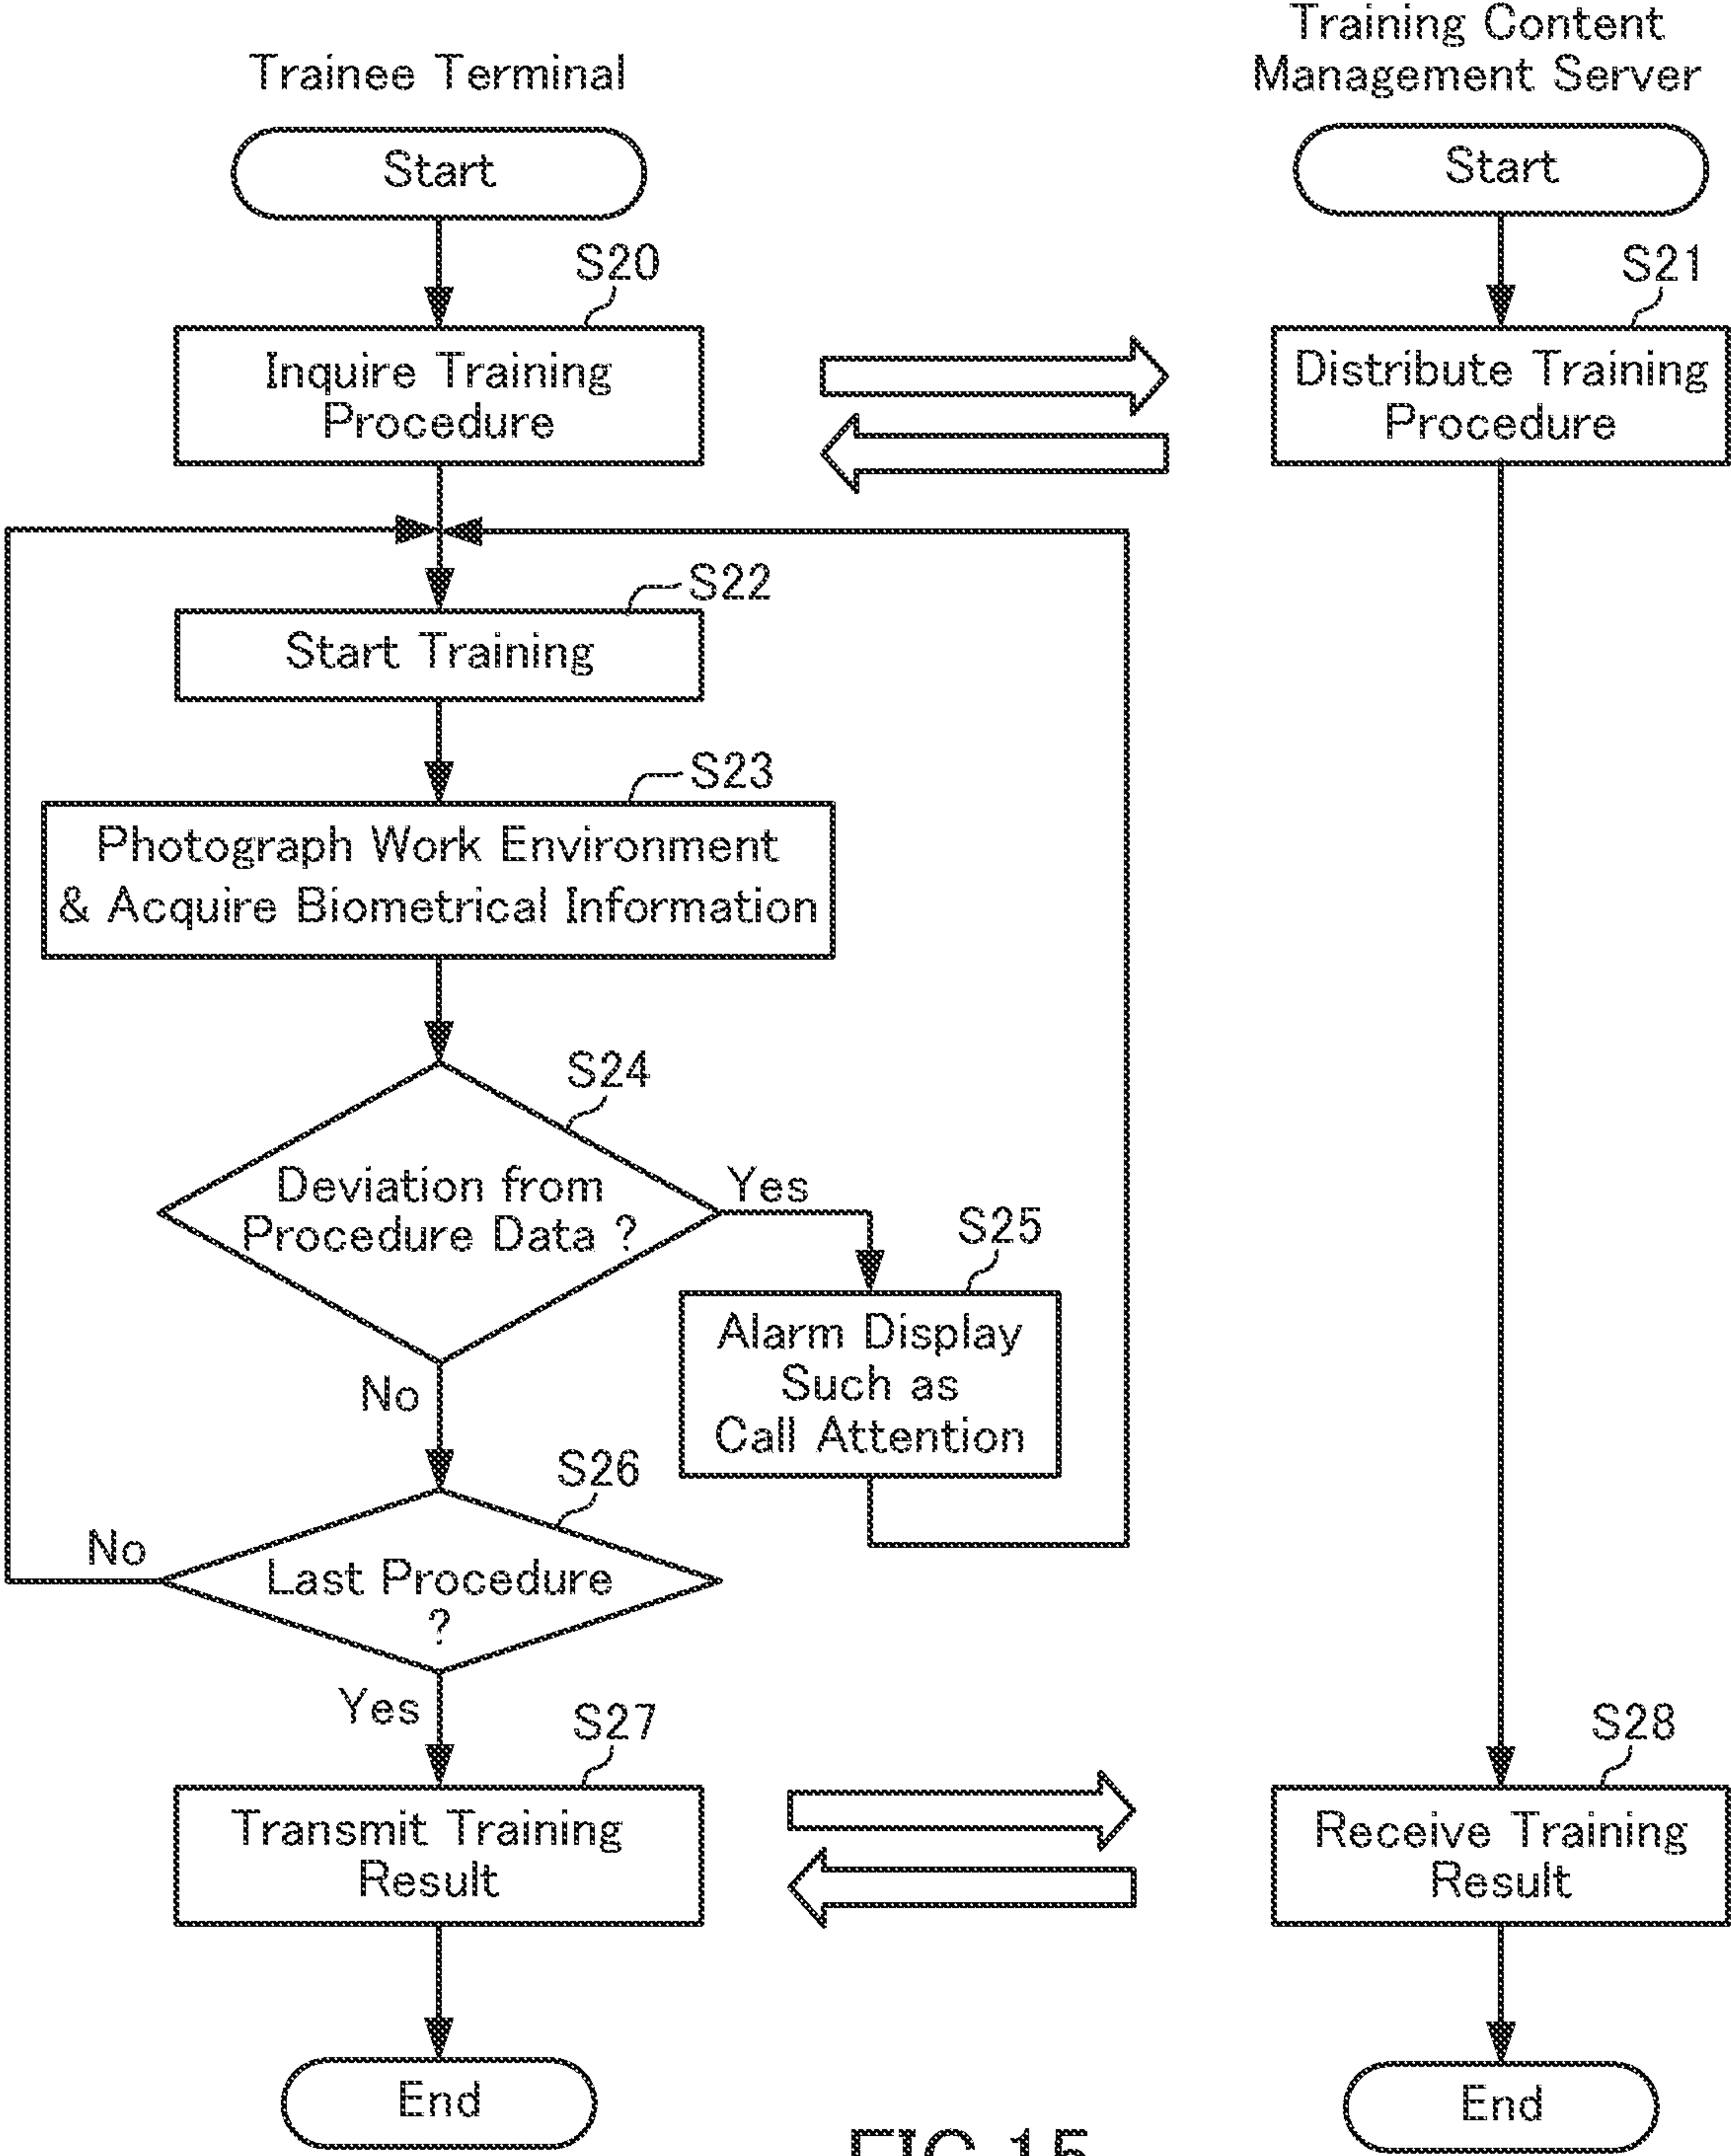 Trainee Terminal
Training Content
Management Server
Start
Start
S20
S21
Inquire Training
Procedure
Distribute Training
Procedure
S22
Start Training
S23
Photograph Work Environment
& Acquire Biometrical Information
S24
Deviation from
Procedure Data ?
Yes
S25
Alarm Display
Such as
Call Attention
No
S26
Last Procedure
?
No
Yes
S27
S28
Transmit Training
Result
Receive Training
Result
End
End
FIG.15